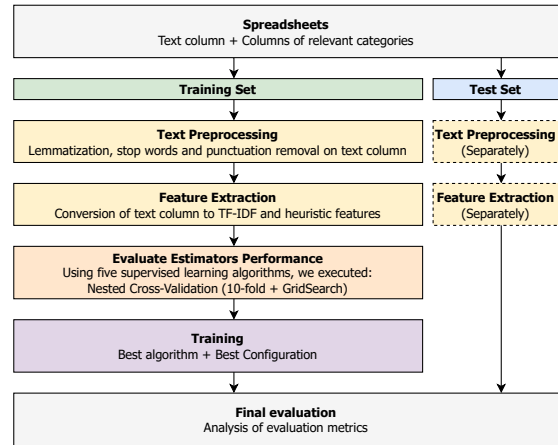 Spreadsheets
Text column + Columns of relevant categories
Training Set
Test Set
Text Preprocessing
Lemmatization, stop words and punctuation removal on text column
Text Preprocessing
(Separately)
Feature Extraction
Conversion of text column to TF-IDF and heuristic features
Feature Extraction
(Separately)
Evaluate Estimators Performance
Using five supervised learning algorithms, we executed:
Nested Cross-Validation (10-fold + GridSearch)
Training
Best algorithm + Best Configuration
Final evaluation
Analysis of evaluation metrics